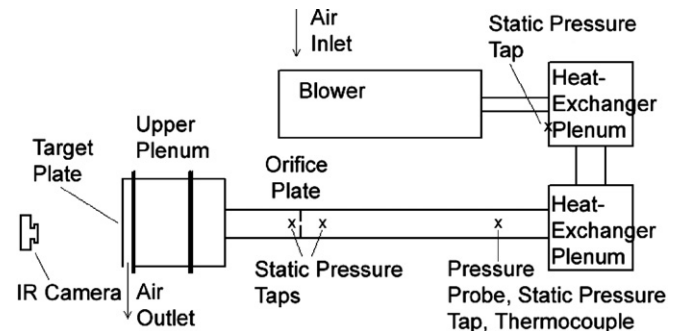 Air
Inlet
Static Pressure
Tap
Blower
Heat-
Exchanger
Plenum
Upper
Plenum
Target
Plate
Orifice
Plate
x
x
x
x
Heat-
Exchanger
Plenum
IR Camera
Air
Outlet
Static Pressure
Taps
Pressure
Probe, Static Pressure
Tap, Thermocouple